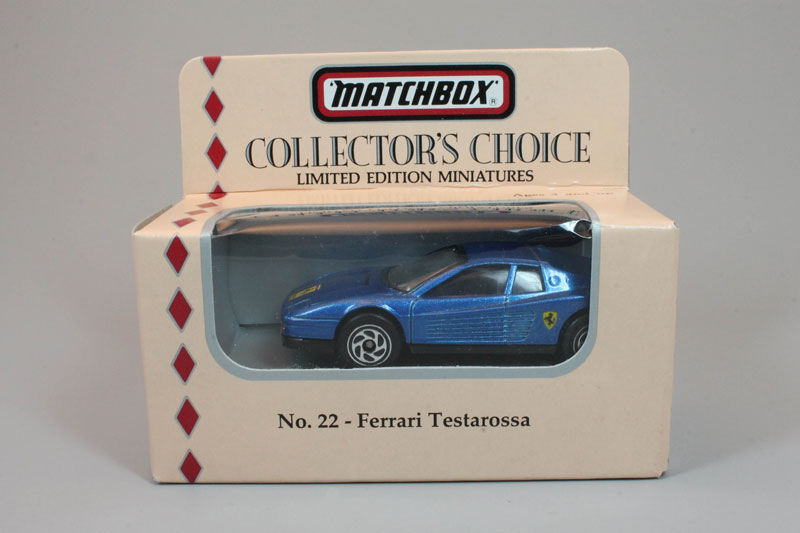 MATCHBOX
COLLECTOR'S CHOICE
LIMITED EDITION MINIATURES
No. 22 - Ferrari Testarossa